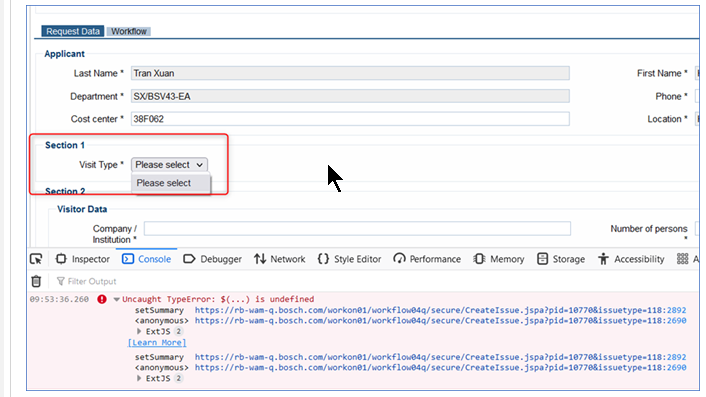 Request Data Workflow
Applicant
Last Name * Tran Xuan First Name *
Department * SX/BSV43-EA Phone *
Cost center * 38F062 Location *
Section 1
Visit Type * Please select
Please select
Section 2
Visitor Data
Company / Institution * Number of persons *
Inspector Console Debugger Network Style Editor Performance Memory Storage Accessibility
Filter Output
09:53:36.260 Uncaught TypeError: $(...) is undefined
setSummary https://rb-wam-q.bosch.com/workon01/workflow04q/secure/CreateIssue.jspa?pid=10770&issuetype=118:2892
<anonymous> https://rb-wam-q.bosch.com/workon01/workflow04q/secure/CreateIssue.jspa?pid=10770&issuetype=118:2690
ExtJS 2
[Learn More]
setSummary https://rb-wam-q.bosch.com/workon01/workflow04q/secure/CreateIssue.jspa?pid=10770&issuetype=118:2892
<anonymous> https://rb-wam-q.bosch.com/workon01/workflow04q/secure/CreateIssue.jspa?pid=10770&issuetype=118:2690
ExtJS 2